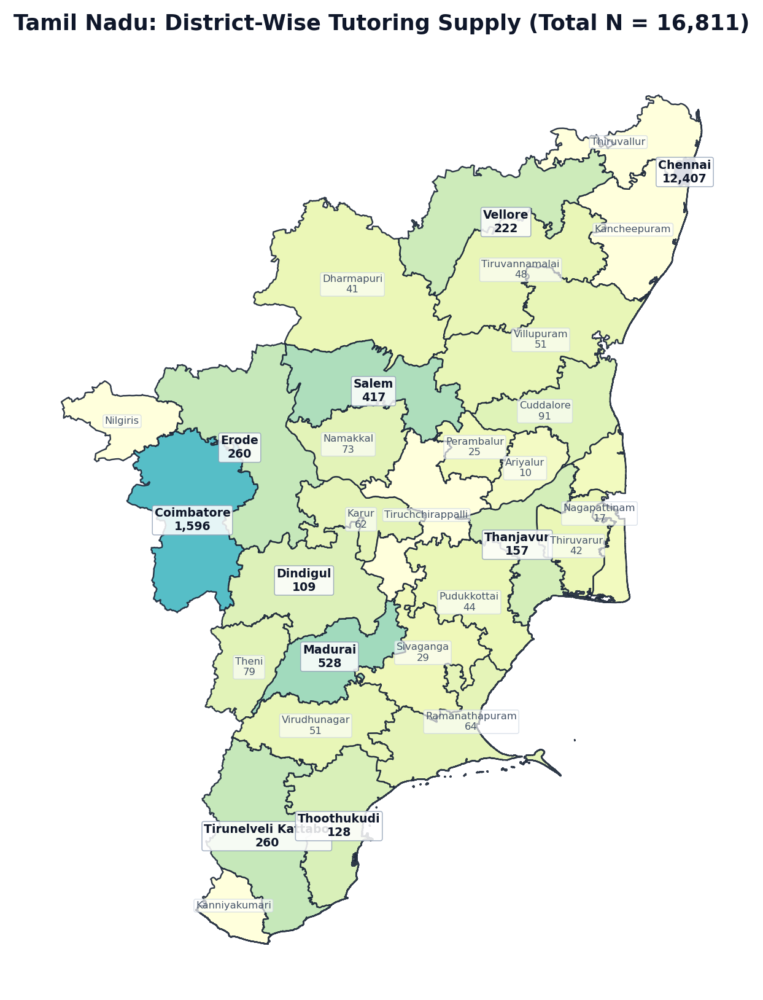 Tamil Nadu: District-Wise Tutoring Supply (Total N = 16,811)
Thiruvallur
Chennai
12,407
Vellore
222
Kancheepuram
Tiruvannamalai
48
Dharmapuri
41
Villupuram
51
Salem
417
Cuddalore
91
Nilgiris
Erode
260
Namakkal
73
Perambalur
25
Ariyalur
10
Coimbatore
1,596
Karur
62
Tiruchchirappalli
Nagapattinam
17
Thanjavur
157
Thiruvarur
42
Dindigul
109
Pudukkottai
44
Madurai
528
Sivaganga
29
Theni
79
Virudhunagar
51
Ramanathapuram
64
Thoothukudi
128
Tirunelveli Kattabo
260
Kanniyakumari